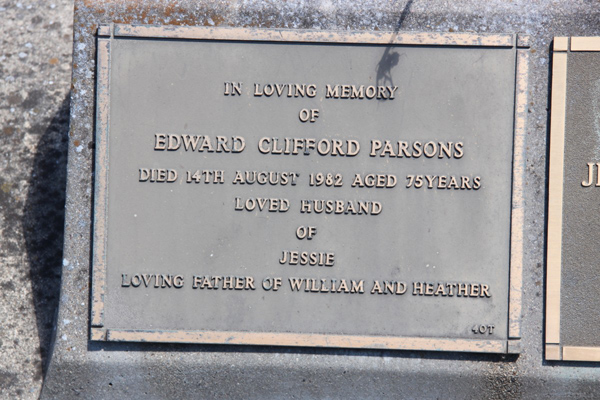 IN LOVING MEMORY
OF
EDWARD CLIFFORD PARSONS
DIED 14TH AUGUST 1982 AGED 75YEARS
LOVED HUSBAND
OF
JESSIE
LOVING FATHER OF WILLIAM AND HEATHER
40T